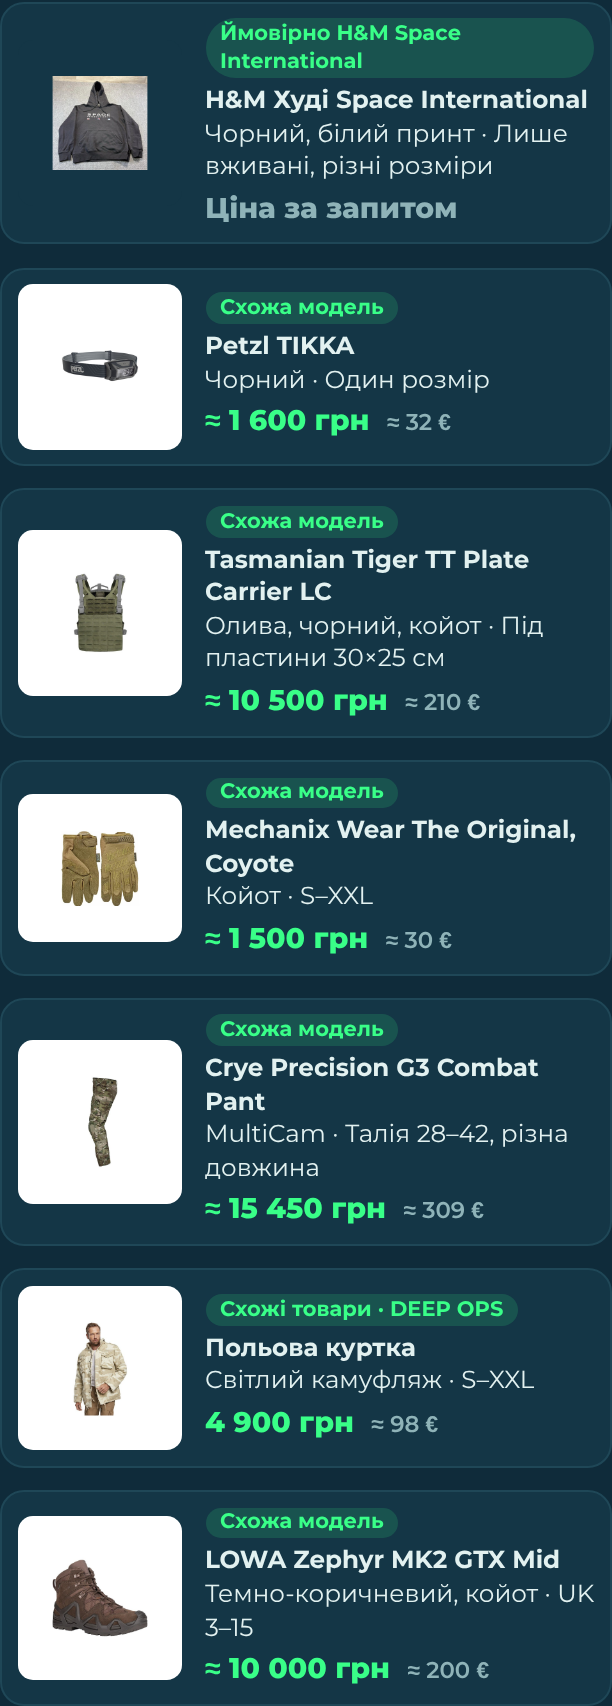 Ймовірно H&M Space
International
H&M Худі Space International
Чорний, білий принт · Лише
вживані, різні розміри
Ціна за запитом
SPACE
Схожа модель
Petzl TIKKA
Чорний · Один розмір
≈ 1 600 грн ≈ 32 €
PETZL
Схожа модель
Tasmanian Tiger TT Plate
Carrier LC
Олива, чорний, койот · Під
пластини 30×25 см
≈ 10 500 грн ≈ 210 €
Схожа модель
Mechanix Wear The Original,
Coyote
Койот · S–XXL
≈ 1 500 грн ≈ 30 €
Схожа модель
Crye Precision G3 Combat
Pant
MultiCam · Талія 28–42, різна
довжина
≈ 15 450 грн ≈ 309 €
Схожі товари · DEEP OPS
Польова куртка
Світлий камуфляж · S–XXL
4 900 грн ≈ 98 €
Схожа модель
LOWA Zephyr MK2 GTX Mid
Темно-коричневий, койот · UK
3–15
≈ 10 000 грн ≈ 200 €